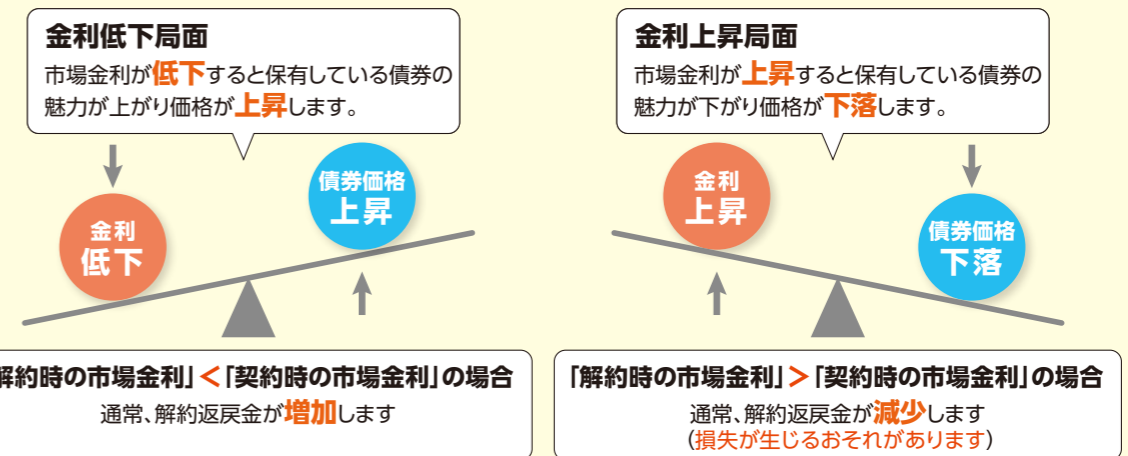 金利低下局面
市場金利が低下すると保有している債券の
魅力が上がり価格が上昇します。
金利
低下
債券価格
上昇
解約時の市場金利」<「契約時の市場金利」の場合
通常、解約返戻金が増加します
金利上昇局面
市場金利が上昇すると保有している債券の
魅力が下がり価格が下落します。
金利
上昇
債券価格
下落
「解約時の市場金利」>「契約時の市場金利」の場合
通常、解約返戻金が減少します
(損失が生じるおそれがあります)